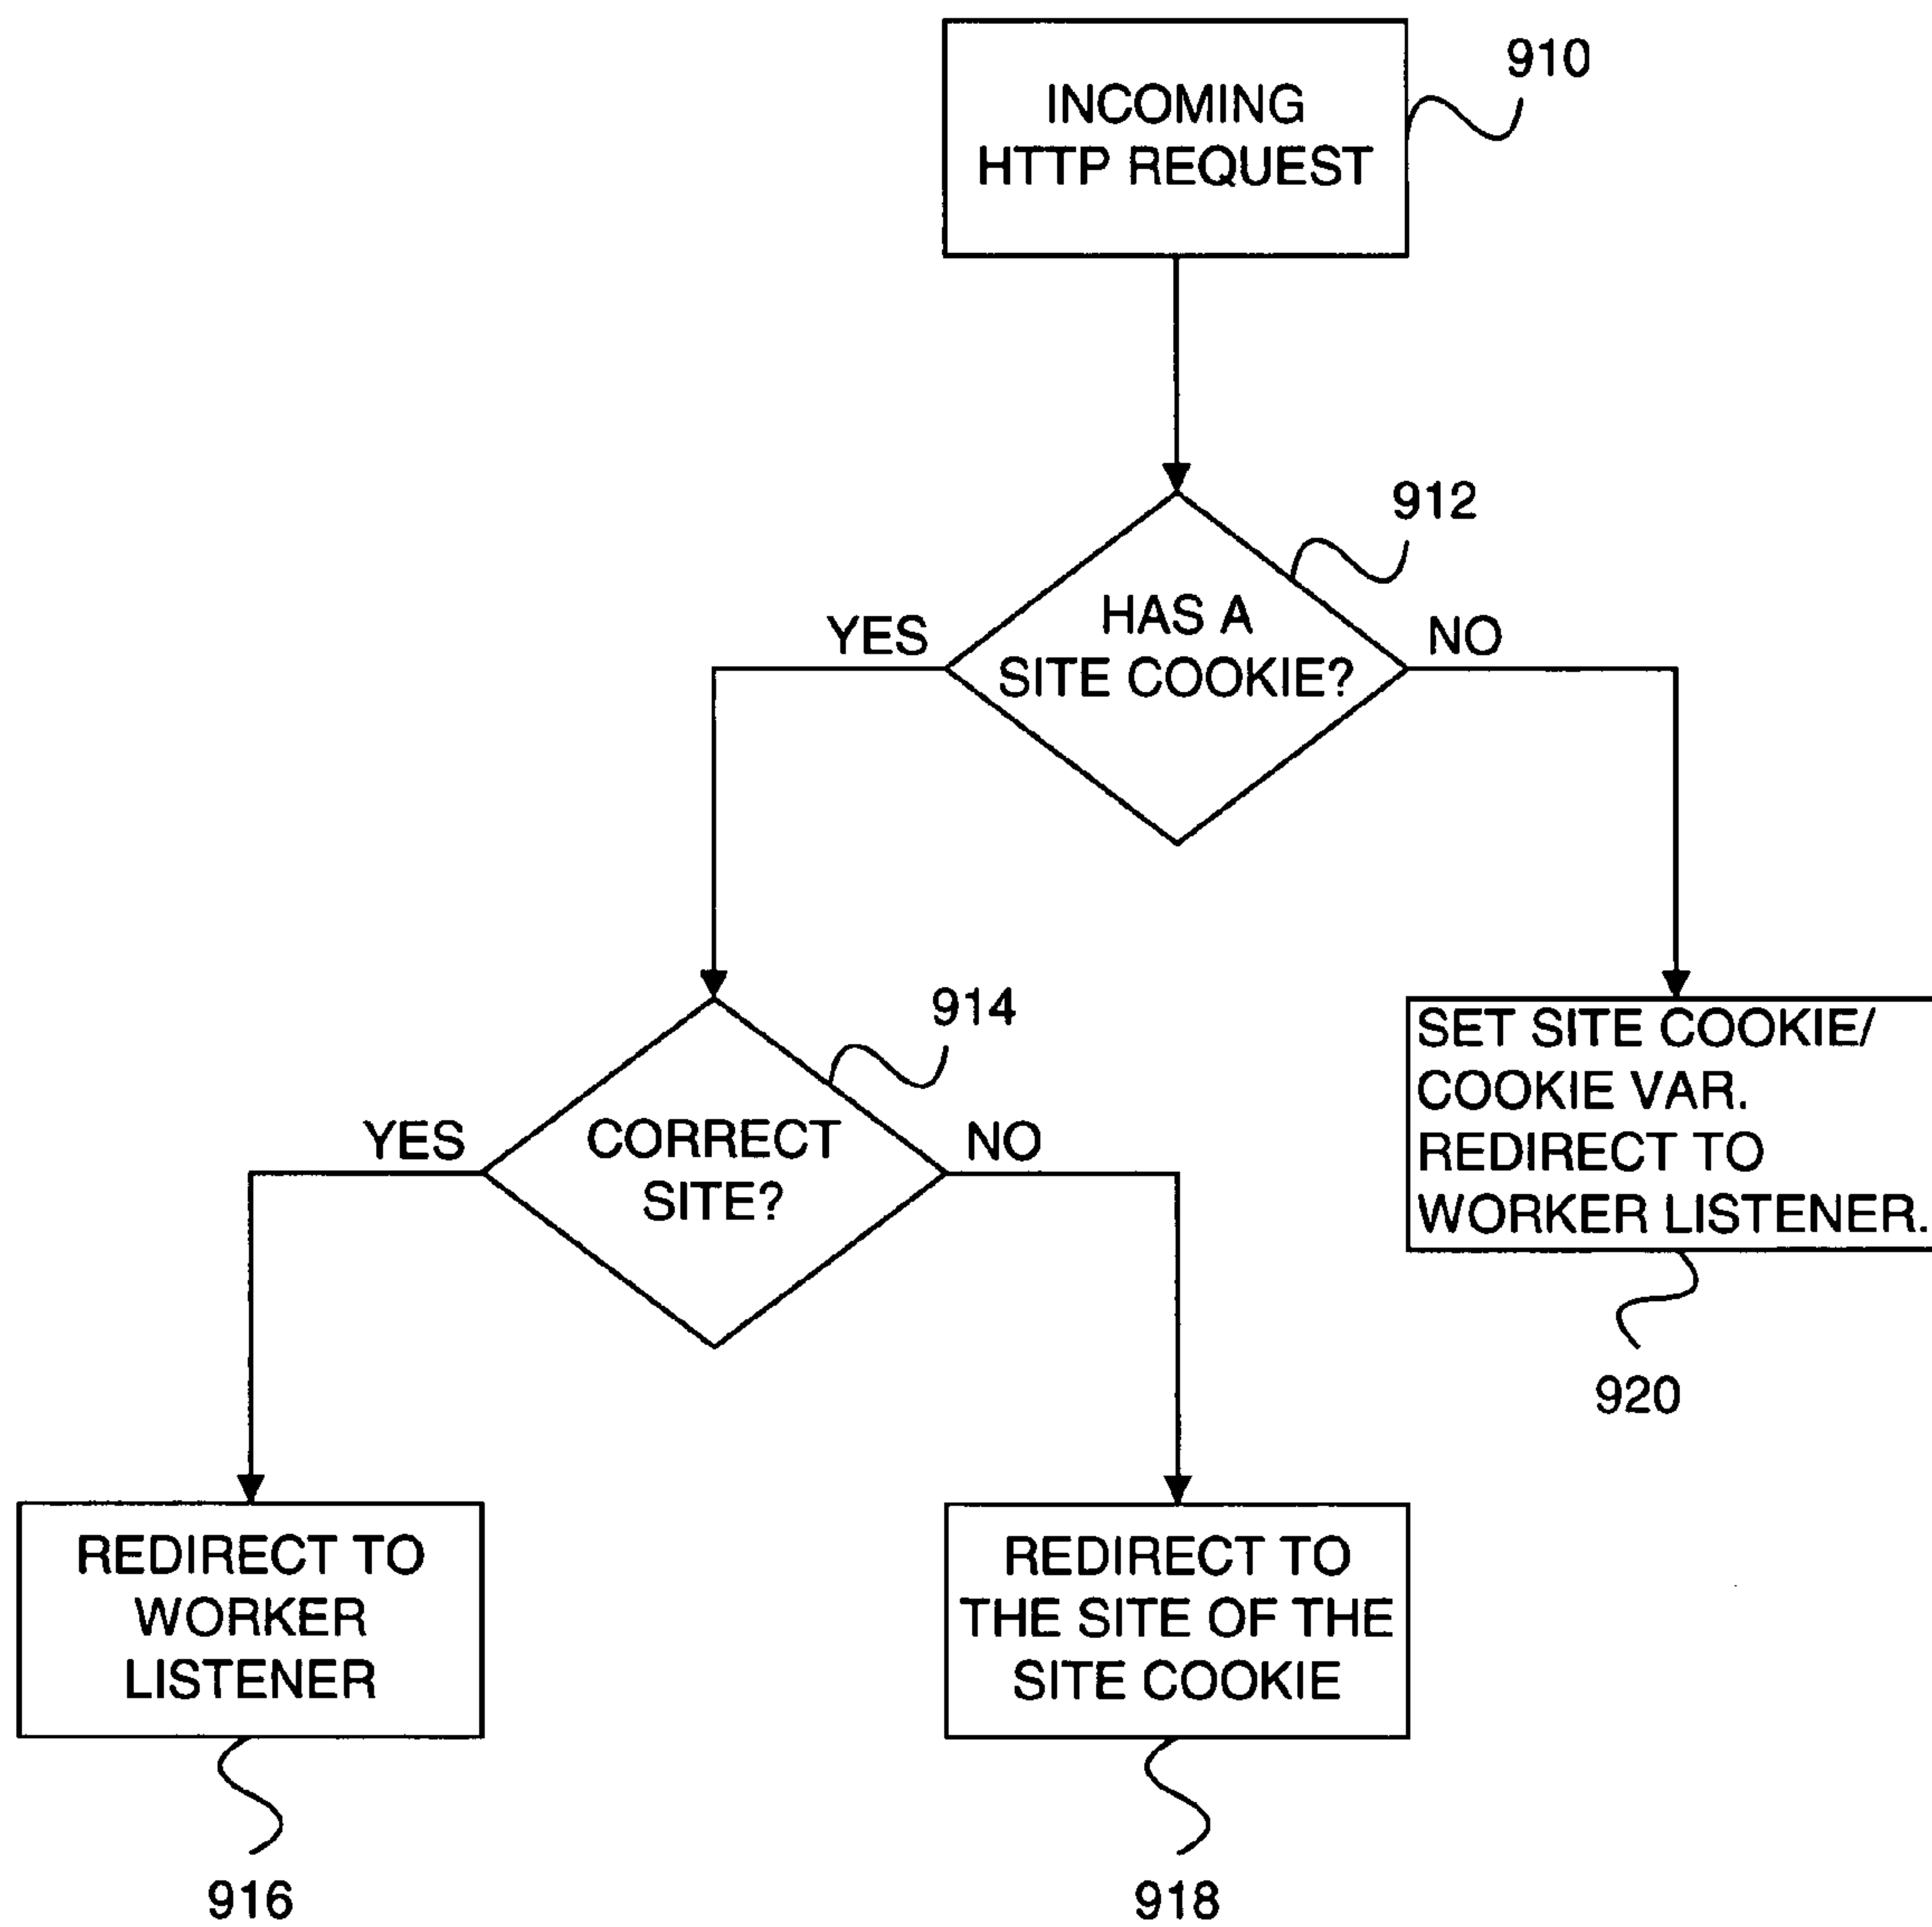 INCOMING
HTTP REQUEST
910
912
HAS A
SITE COOKIE?
YES
NO
914
CORRECT
SITE?
YES
NO
SET SITE COOKIE/
COOKIE VAR.
REDIRECT TO
WORKER LISTENER.
920
REDIRECT TO
WORKER
LISTENER
916
REDIRECT TO
THE SITE OF THE
SITE COOKIE
918